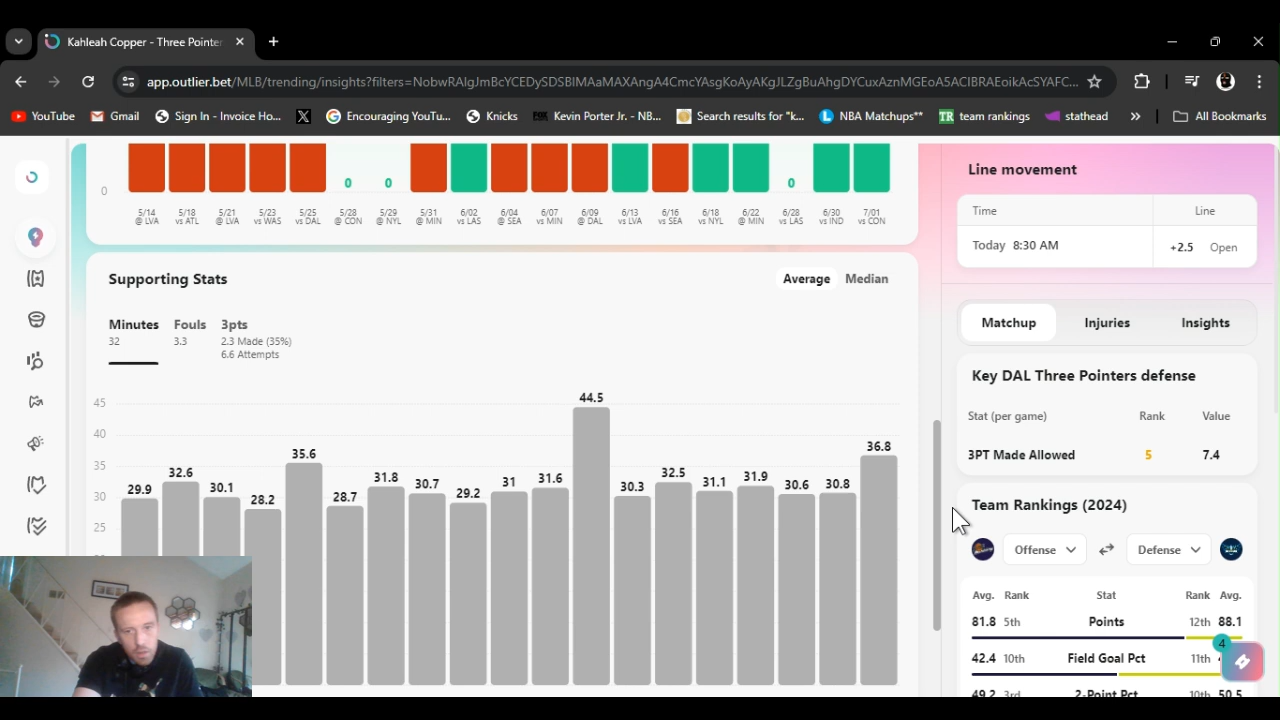 Kahleah Copper - Three Pointer
app.outlier.bet/MLB/trending/insights?filters=NobwRAlgJmBcYCEDySDSBIMAaMAXAngA4CmcYAsgKoAyAKgJLZgBuAhgDYCuxAznMGEoA5ACIBRAEoikAcSYAFC...
YouTube
Gmail
Sign In - Invoice Ho...
Encouraging YouTu...
Knicks
Kevin Porter Jr. - NB...
Search results for "k...
NBA Matchups**
TR team rankings
stathead
»
All Bookmarks
0
0 0 0
5/14 5/18 5/21 5/23 5/25 5/28 5/29 5/31 6/02 6/04 6/07 6/09 6/13 6/16 6/18 6/22 6/28 6/30 7/01
@ LVA vs ATL @ LVA vs WAS vs DAL @ CON @ NYL @ MIN vs LAS @ SEA vs MIN @ DAL vs LVA vs SEA vs NYL @ MIN vs LAS vs IND vs CON
Supporting Stats
Average Median
Minutes Fouls 3pts
32 3.3 2.3 Made (35%)
6.6 Attempts
45
40
35
30
25
29.9 32.6 30.1 28.2 35.6 28.7 31.8 30.7 29.2 31 31.6 44.5 30.3 32.5 31.1 31.9 30.6 30.8 36.8
Line movement
Time Line
Today 8:30 AM +2.5 Open
Matchup Injuries Insights
Key DAL Three Pointers defense
Stat (per game) Rank Value
3PT Made Allowed 5 7.4
Team Rankings (2024)
Offense Defense
Avg. Rank Stat Rank Avg.
81.8 5th Points 12th 88.1
4
42.4 10th Field Goal Pct 11th
49.2 3rd 2-Point Pct 10th 50.5